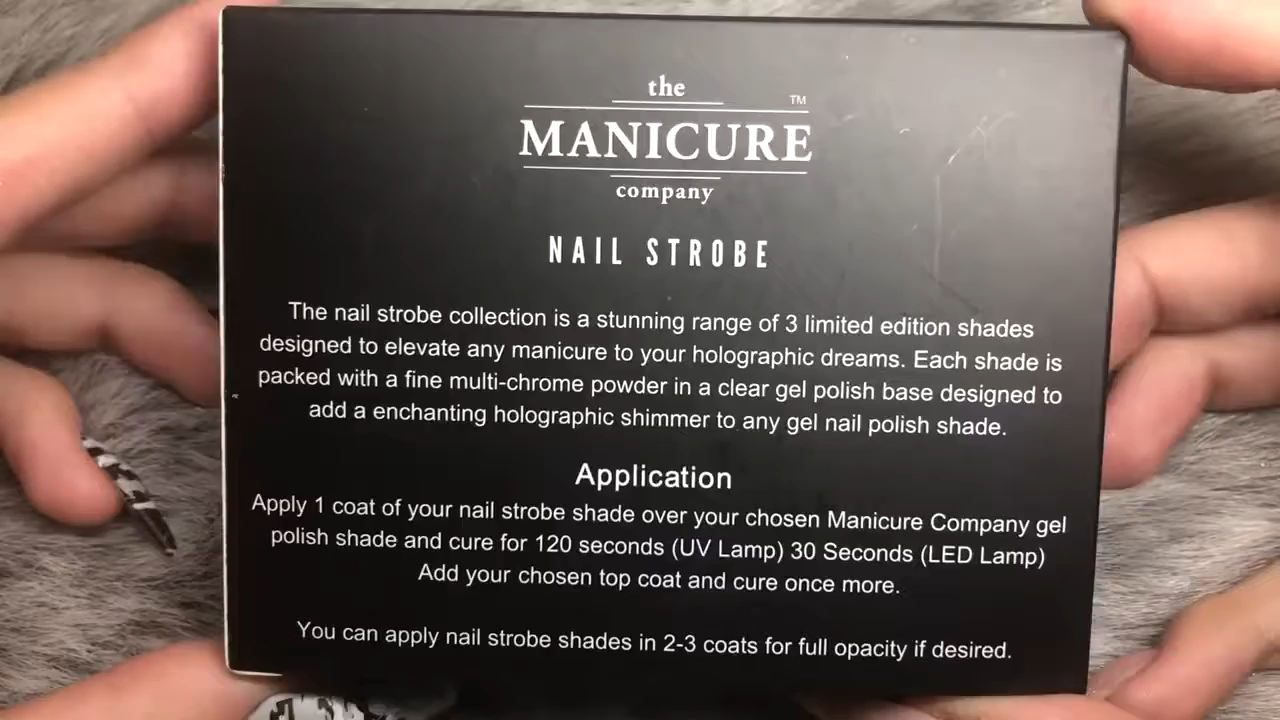 the
TM
MANICURE
company
NAIL STROBE
The nail strobe collection is a stunning range of 3 limited edition shades
designed to elevate any manicure to your holographic dreams. Each shade is
packed with a fine multi-chrome powder in a clear gel polish base designed to
add a enchanting holographic shimmer to any gel nail polish shade.
Application
Apply 1 coat of your nail strobe shade over your chosen Manicure Company gel
polish shade and cure for 120 seconds (UV Lamp) 30 Seconds (LED Lamp)
Add your chosen top coat and cure once more.
You can apply nail strobe shades in 2-3 coats for full opacity if desired.